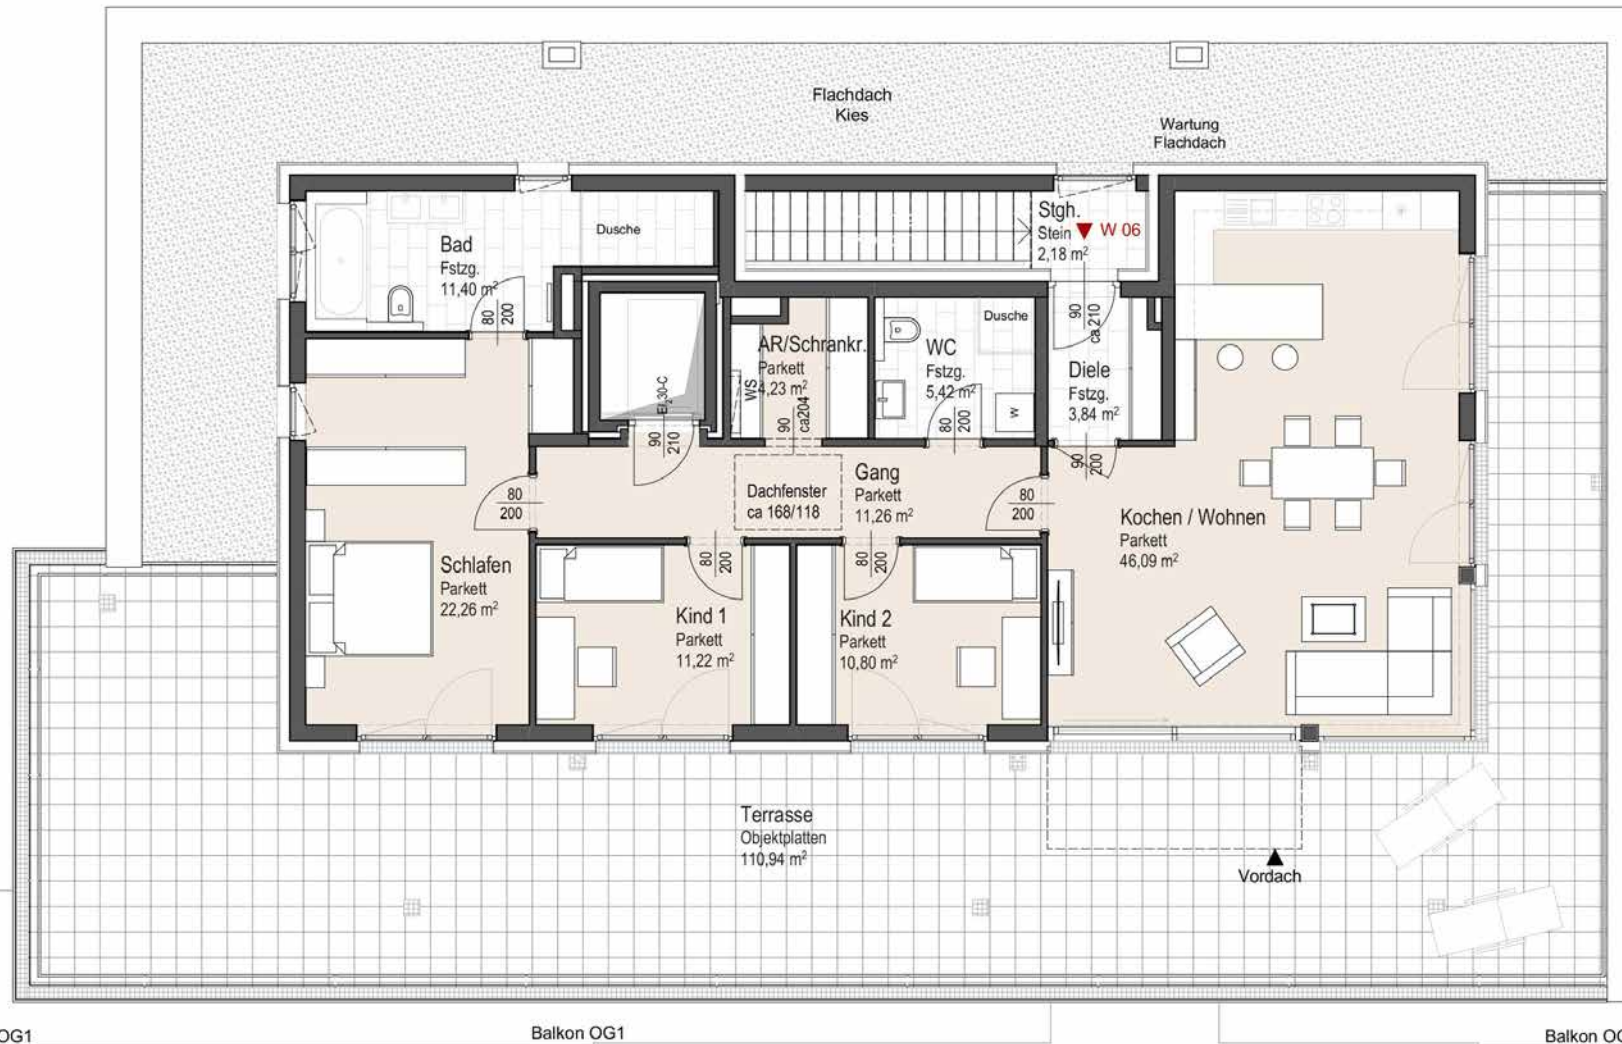 Flachdach
Kies
Wartung
Flachdach
Stgh.
Stein
2,18 m²
W 06
Dusche
Bad
Fstzg.
11,40 m²
80
200
EI₂30-C
90
210
AR/Schrankr.
Parkett
4,23 m²
WS
90
ca204
Dusche
WC
Fstzg.
5,42 m²
W
80
200
90
ca 210
Diele
Fstzg.
3,84 m²
90
200
Gang
Parkett
11,26 m²
Dachfenster
ca 168/118
80
200
80
200
Kochen / Wohnen
Parkett
46,09 m²
Schlafen
Parkett
22,26 m²
80
200
Kind 1
Parkett
11,22 m²
80
200
Kind 2
Parkett
10,80 m²
Terrasse
Objektplatten
110,94 m²
Vordach
OG1
Balkon OG1
Balkon OG